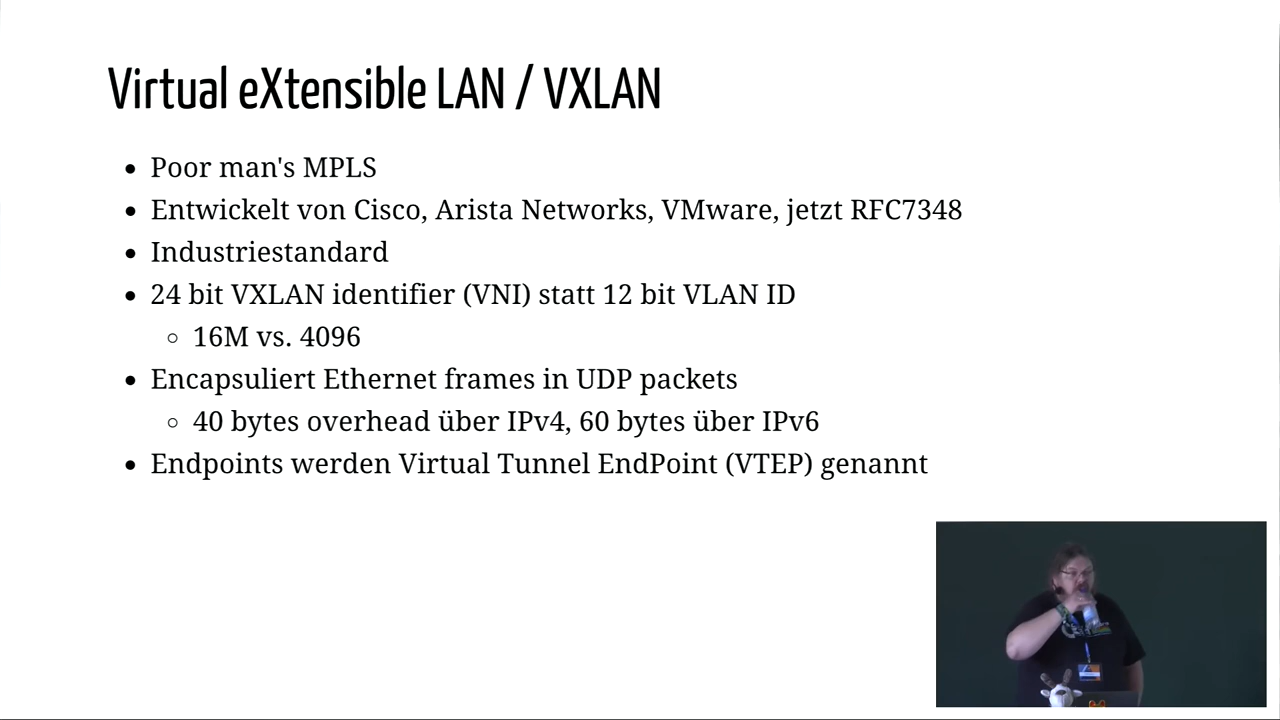 Virtual eXtensible LAN / VXLAN
Poor man's MPLS
Entwickelt von Cisco, Arista Networks, VMware, jetzt RFC7348
Industriestandard
24 bit VXLAN identifier (VNI) statt 12 bit VLAN ID
16M vs. 4096
Encapsuliert Ethernet frames in UDP packets
40 bytes overhead über IPv4, 60 bytes über IPv6
Endpoints werden Virtual Tunnel EndPoint (VTEP) genannt